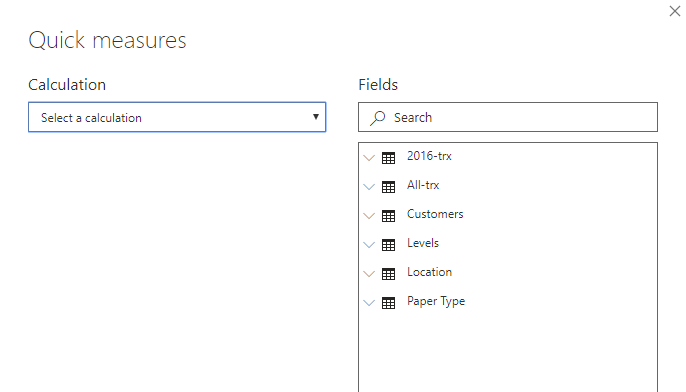 Quick measures
Calculation
Select a calculation
Fields
Search
2016-trx
All-trx
Customers
Levels
Location
Paper Type